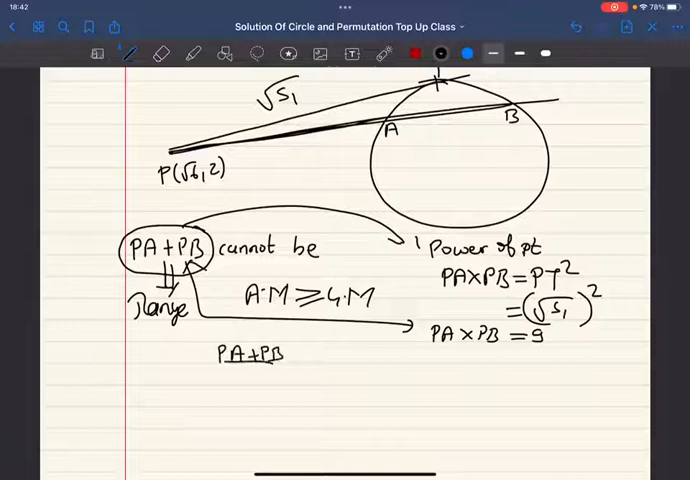 18:42
78%
Solution Of Circle and Permutation Top Up Class
√S1
A
B
P(√6, 2)
PA+PB cannot be
Range
A.M ≥ G.M
PA+PB
Power of pt
PA×PB = PT²
= (√S1)²
PA × PB = 9